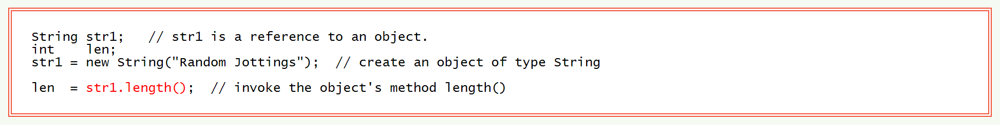 String str1;   // str1 is a reference to an object.
int    len;
str1 = new String("Random Jottings");  // create an object of type String
len  = str1.length();  // invoke the object's method length()